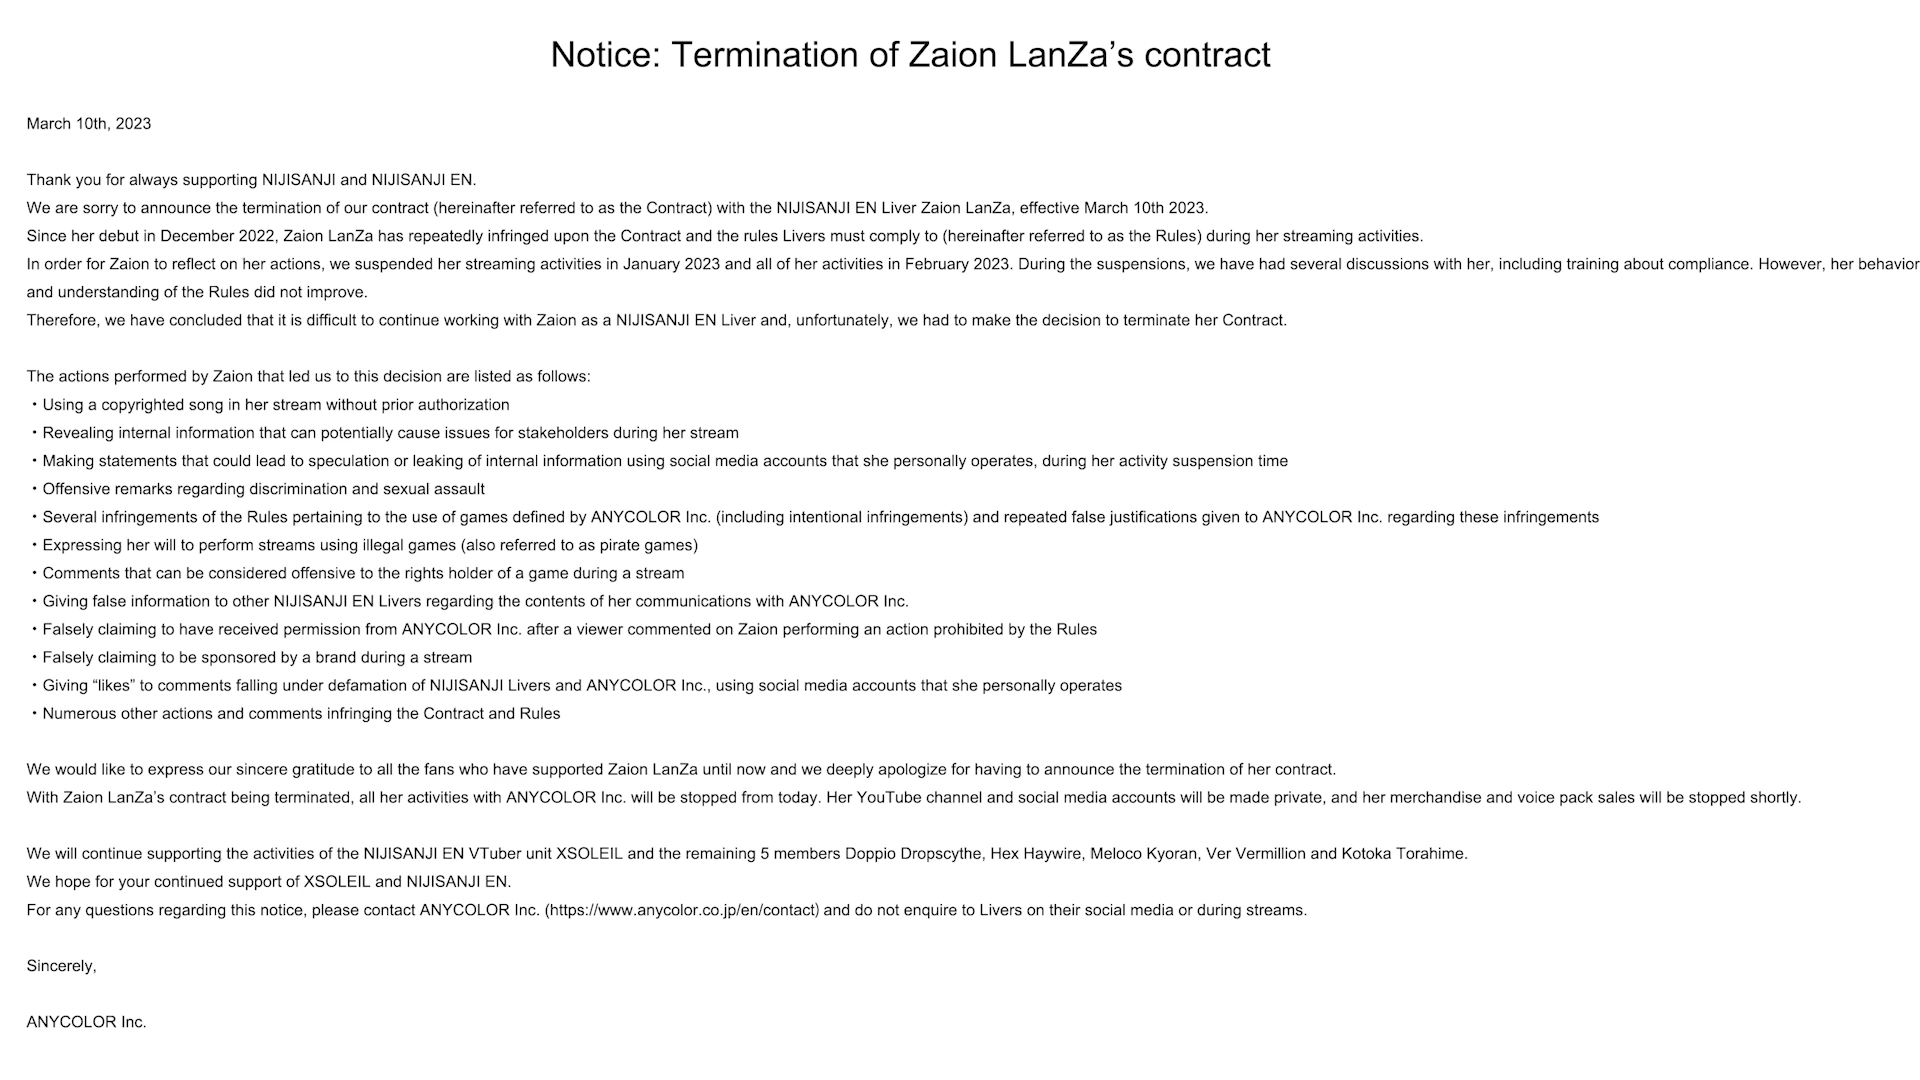 Notice: Termination of Zaion LanZa’s contract
March 10th, 2023
Thank you for always supporting NIJISANJI and NIJISANJI EN.
We are sorry to announce the termination of our contract (hereinafter referred to as the Contract) with the NIJISANJI EN Liver Zaion LanZa, effective March 10th 2023.
Since her debut in December 2022, Zaion LanZa has repeatedly infringed upon the Contract and the rules Livers must comply to (hereinafter referred to as the Rules) during her streaming activities.
In order for Zaion to reflect on her actions, we suspended her streaming activities in January 2023 and all of her activities in February 2023. During the suspensions, we have had several discussions with her, including training about compliance. However, her behavior
and understanding of the Rules did not improve.
Therefore, we have concluded that it is difficult to continue working with Zaion as a NIJISANJI EN Liver and, unfortunately, we had to make the decision to terminate her Contract.
The actions performed by Zaion that led us to this decision are listed as follows:
・Using a copyrighted song in her stream without prior authorization
・Revealing internal information that can potentially cause issues for stakeholders during her stream
・Making statements that could lead to speculation or leaking of internal information using social media accounts that she personally operates, during her activity suspension time
・Offensive remarks regarding discrimination and sexual assault
・Several infringements of the Rules pertaining to the use of games defined by ANYCOLOR Inc. (including intentional infringements) and repeated false justifications given to ANYCOLOR Inc. regarding these infringements
・Expressing her will to perform streams using illegal games (also referred to as pirate games)
・Comments that can be considered offensive to the rights holder of a game during a stream
・Giving false information to other NIJISANJI EN Livers regarding the contents of her communications with ANYCOLOR Inc.
・Falsely claiming to have received permission from ANYCOLOR Inc. after a viewer commented on Zaion performing an action prohibited by the Rules
・Falsely claiming to be sponsored by a brand during a stream
・Giving “likes” to comments falling under defamation of NIJISANJI Livers and ANYCOLOR Inc., using social media accounts that she personally operates
・Numerous other actions and comments infringing the Contract and Rules
We would like to express our sincere gratitude to all the fans who have supported Zaion LanZa until now and we deeply apologize for having to announce the termination of her contract.
With Zaion LanZa’s contract being terminated, all her activities with ANYCOLOR Inc. will be stopped from today. Her YouTube channel and social media accounts will be made private, and her merchandise and voice pack sales will be stopped shortly.
We will continue supporting the activities of the NIJISANJI EN VTuber unit XSOLEIL and the remaining 5 members Doppio Dropscythe, Hex Haywire, Meloco Kyoran, Ver Vermillion and Kotoka Torahime.
We hope for your continued support of XSOLEIL and NIJISANJI EN.
For any questions regarding this notice, please contact ANYCOLOR Inc. (https://www.anycolor.co.jp/en/contact) and do not enquire to Livers on their social media or during streams.
Sincerely,
ANYCOLOR Inc.